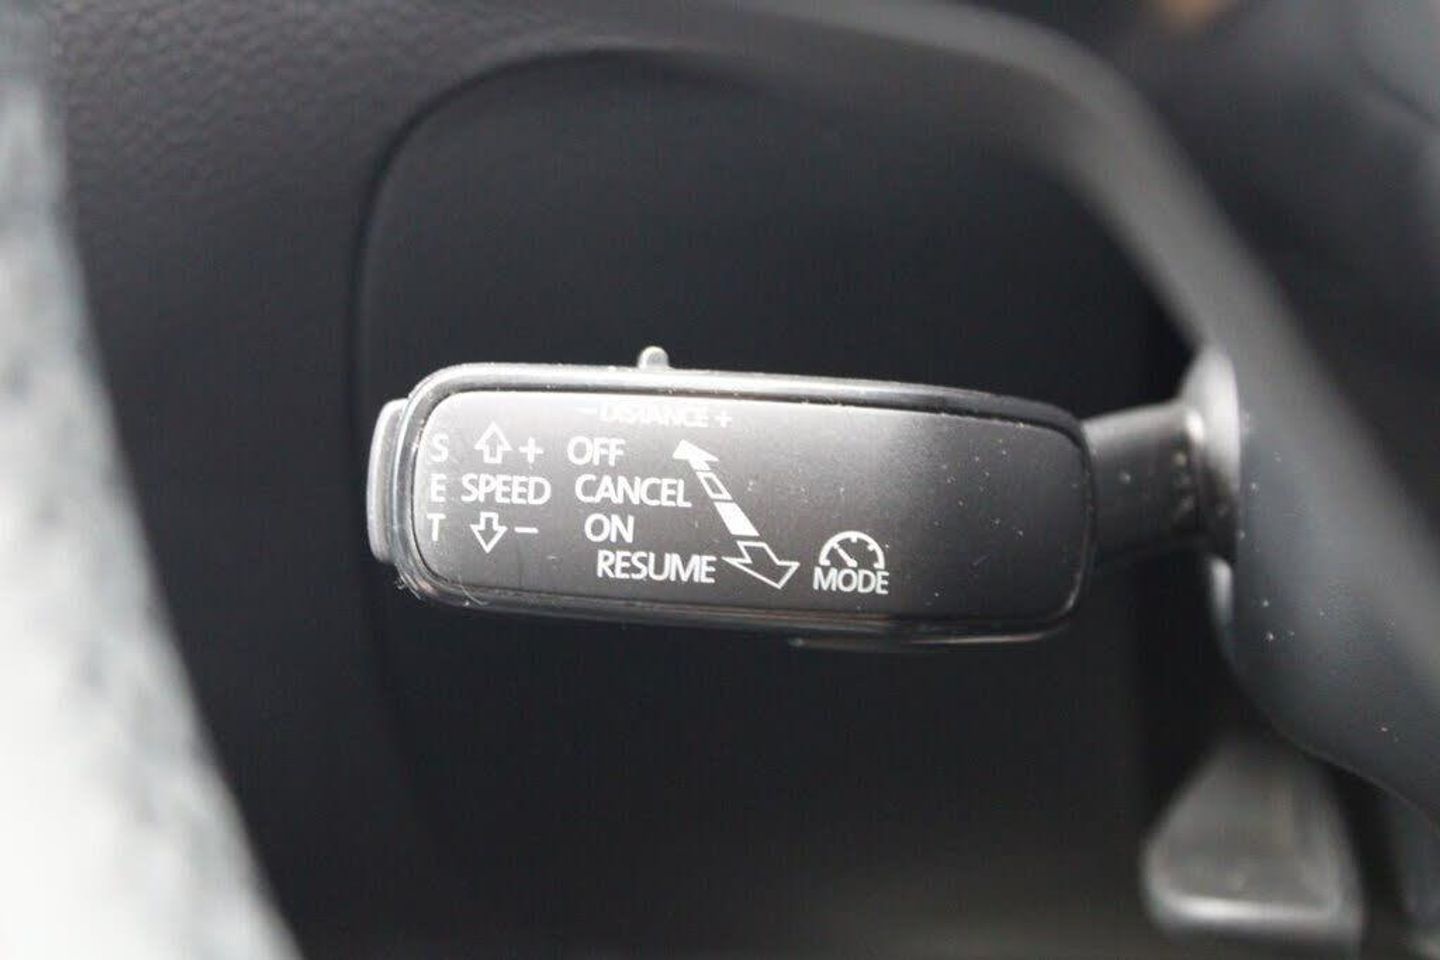 - DISTANCE +
S + OFF
E SPEED CANCEL
T - ON
RESUME
MODE